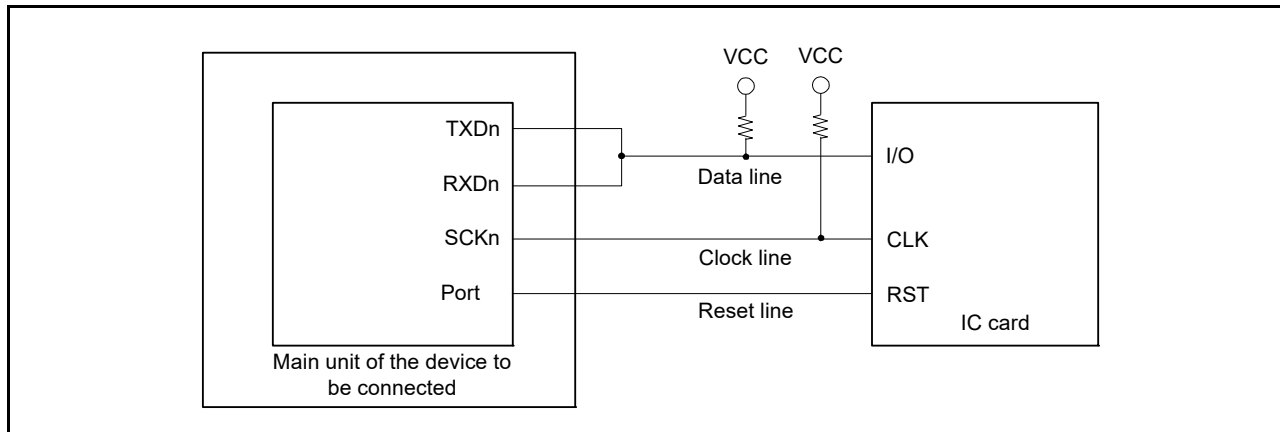 VCC VCC
TXDn
I/O
RXDn
Data line
SCKn
CLK
Clock line
Port
RST
Reset line
IC card
Main unit of the device to
be connected